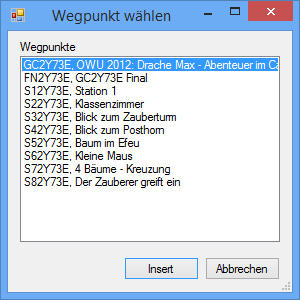 Wegpunkt wählen
Wegpunkte
GC2Y73E, OWU 2012: Drache Max - Abenteuer im Ca
FN2Y73E, GC2Y73E Final
S12Y73E, Station 1
S22Y73E, Klassenzimmer
S32Y73E, Blick zum Zauberturm
S42Y73E, Blick zum Posthorn
S52Y73E, Baum im Efeu
S62Y73E, Kleine Maus
S72Y73E, 4 Bäume - Kreuzung
S82Y73E, Der Zauberer greift ein
Insert
Abbrechen